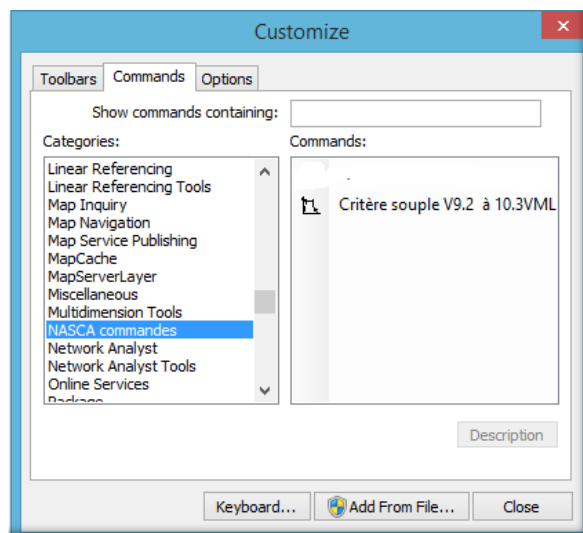 Customize
Toolbars
Commands
Options
Show commands containing:
Categories:
Commands:
Linear Referencing
Linear Referencing Tools
Map Inquiry
Map Navigation
Map Service Publishing
MapCache
MapServerLayer
Miscellaneous
Multidimension Tools
NASCA commandes
Network Analyst
Network Analyst Tools
Online Services
Package
Critère souple V9.2 à 10.3VML
Description
Keyboard...
Add From File...
Close